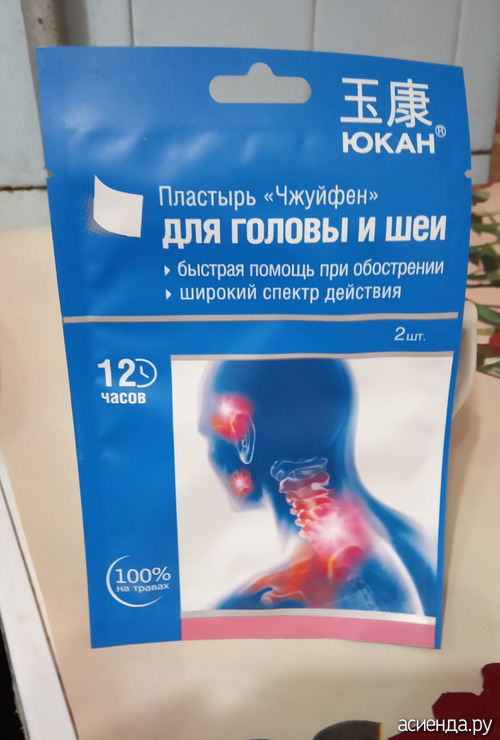 玉康
ЮКАН®
Пластырь «Чжуйфен»
для головы и шеи
быстрая помощь при обострении
широкий спектр действия
2 шт.
12
часов
100%
на травах
асиенда.ру